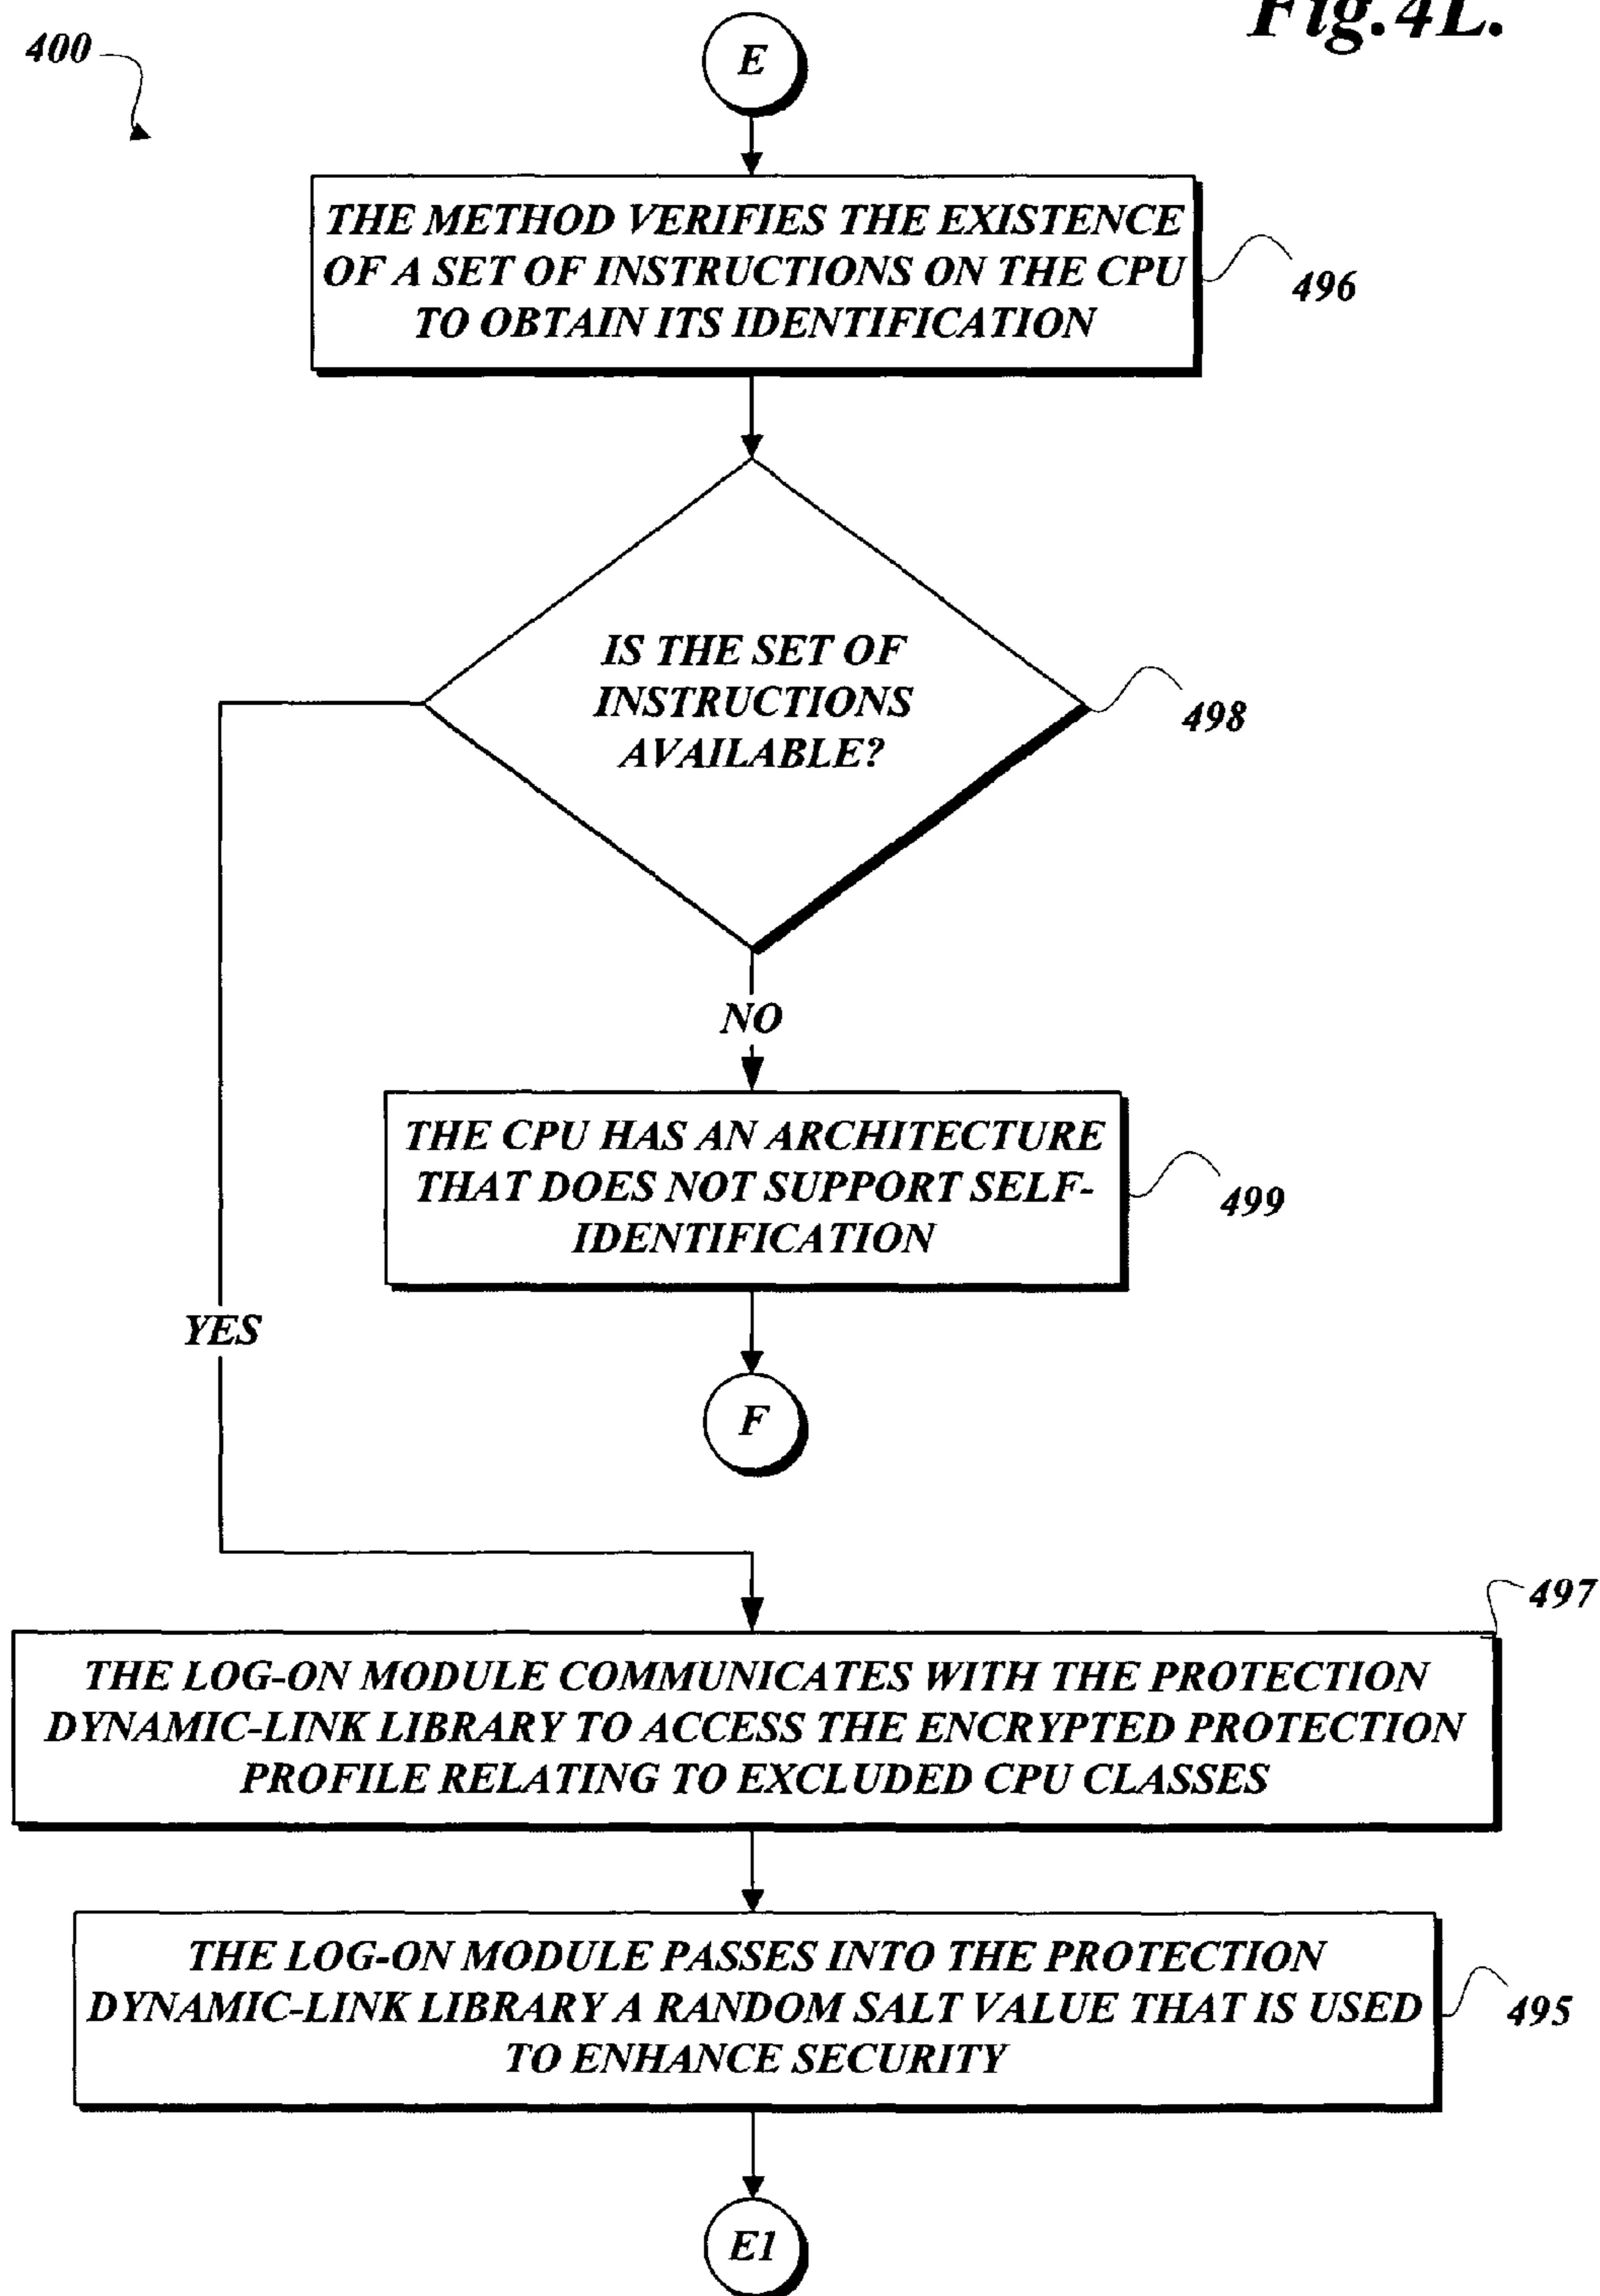 Fig.4L.
400
E
THE METHOD VERIFIES THE EXISTENCE
OF A SET OF INSTRUCTIONS ON THE CPU
TO OBTAIN ITS IDENTIFICATION
496
IS THE SET OF
INSTRUCTIONS
AVAILABLE?
498
NO
THE CPU HAS AN ARCHITECTURE
THAT DOES NOT SUPPORT SELF-
IDENTIFICATION
499
YES
F
497
THE LOG-ON MODULE COMMUNICATES WITH THE PROTECTION
DYNAMIC-LINK LIBRARY TO ACCESS THE ENCRYPTED PROTECTION
PROFILE RELATING TO EXCLUDED CPU CLASSES
THE LOG-ON MODULE PASSES INTO THE PROTECTION
DYNAMIC-LINK LIBRARY A RANDOM SALT VALUE THAT IS USED
TO ENHANCE SECURITY
495
E1